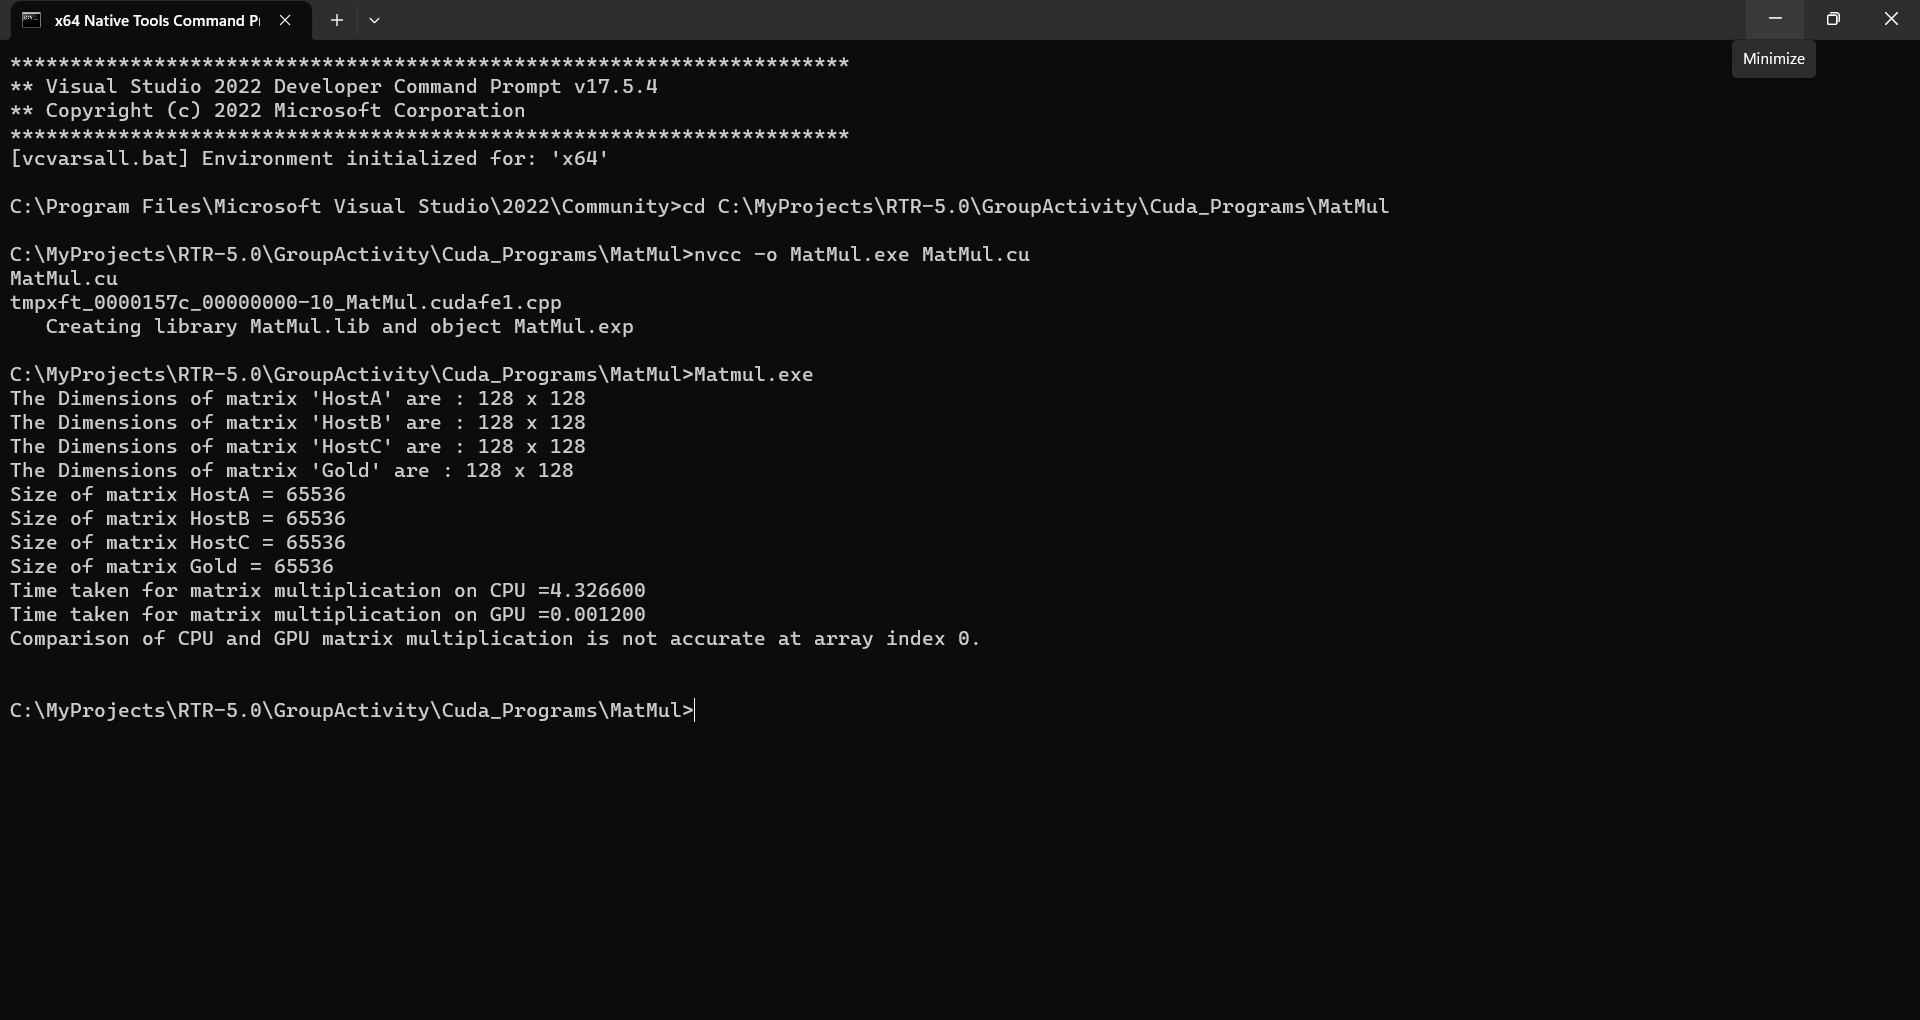 x64 Native Tools Command P
Minimize
**********************************************************************
** Visual Studio 2022 Developer Command Prompt v17.5.4
** Copyright (c) 2022 Microsoft Corporation
**********************************************************************
[vcvarsall.bat] Environment initialized for: 'x64'
C:\Program Files\Microsoft Visual Studio\2022\Community>cd C:\MyProjects\RTR-5.0\GroupActivity\Cuda_Programs\MatMul
C:\MyProjects\RTR-5.0\GroupActivity\Cuda_Programs\MatMul>nvcc -o MatMul.exe MatMul.cu
MatMul.cu
tmpxft_0000157c_00000000-10_MatMul.cudafe1.cpp
   Creating library MatMul.lib and object MatMul.exp
C:\MyProjects\RTR-5.0\GroupActivity\Cuda_Programs\MatMul>Matmul.exe
The Dimensions of matrix 'HostA' are : 128 x 128
The Dimensions of matrix 'HostB' are : 128 x 128
The Dimensions of matrix 'HostC' are : 128 x 128
The Dimensions of matrix 'Gold' are : 128 x 128
Size of matrix HostA = 65536
Size of matrix HostB = 65536
Size of matrix HostC = 65536
Size of matrix Gold = 65536
Time taken for matrix multiplication on CPU =4.326600
Time taken for matrix multiplication on GPU =0.001200
Comparison of CPU and GPU matrix multiplication is not accurate at array index 0.
C:\MyProjects\RTR-5.0\GroupActivity\Cuda_Programs\MatMul>